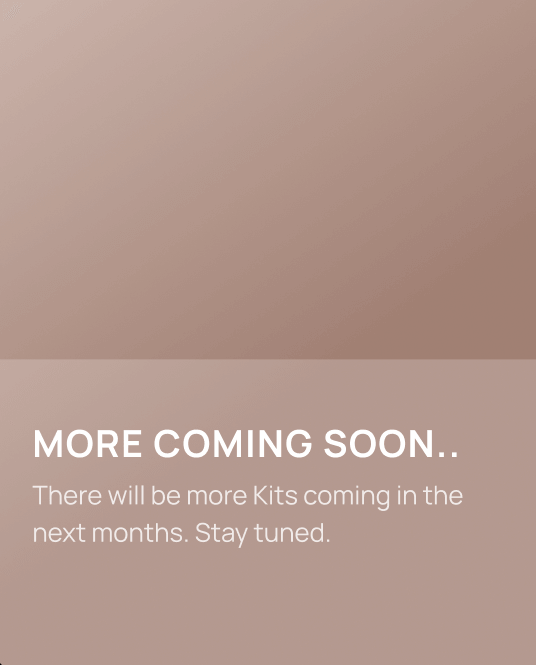 MORE COMING SOON..
There will be more Kits coming in the
next months. Stay tuned.